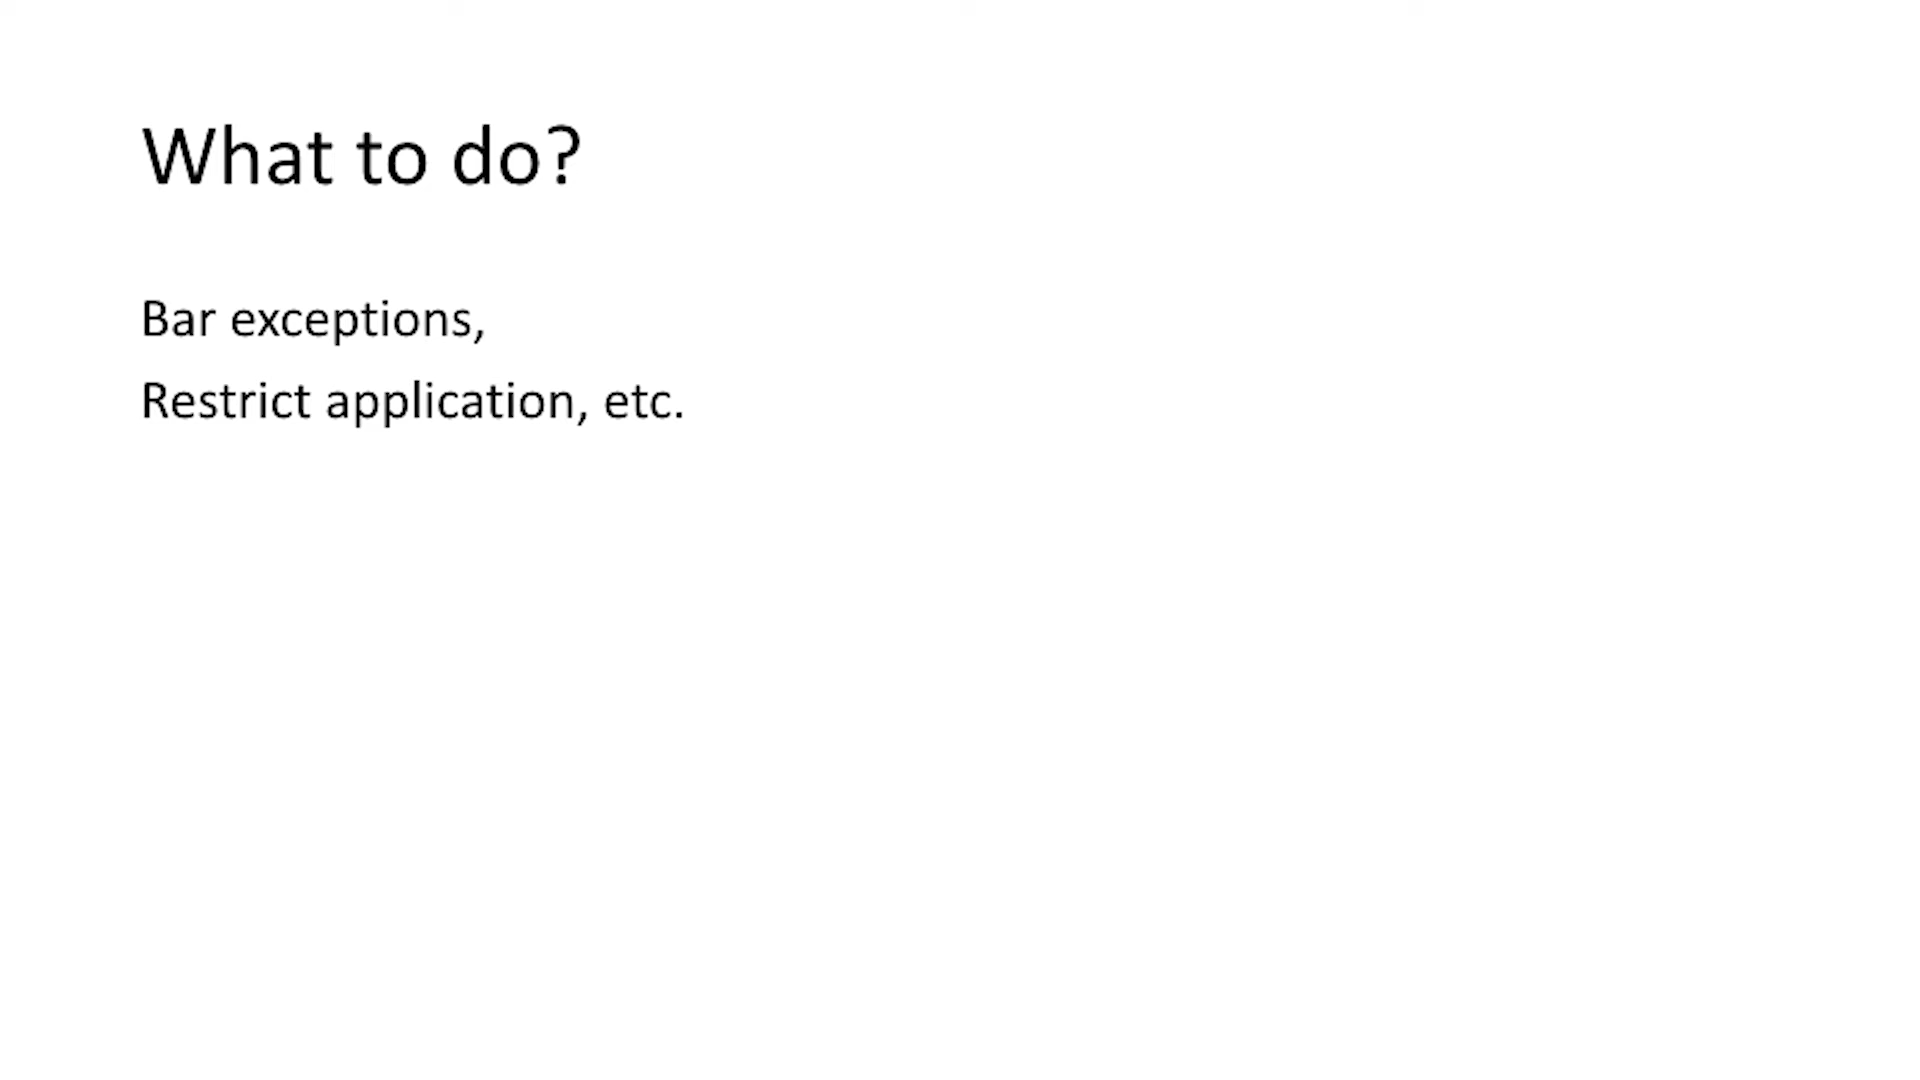 What to do?
Bar exceptions,
Restrict application, etc.